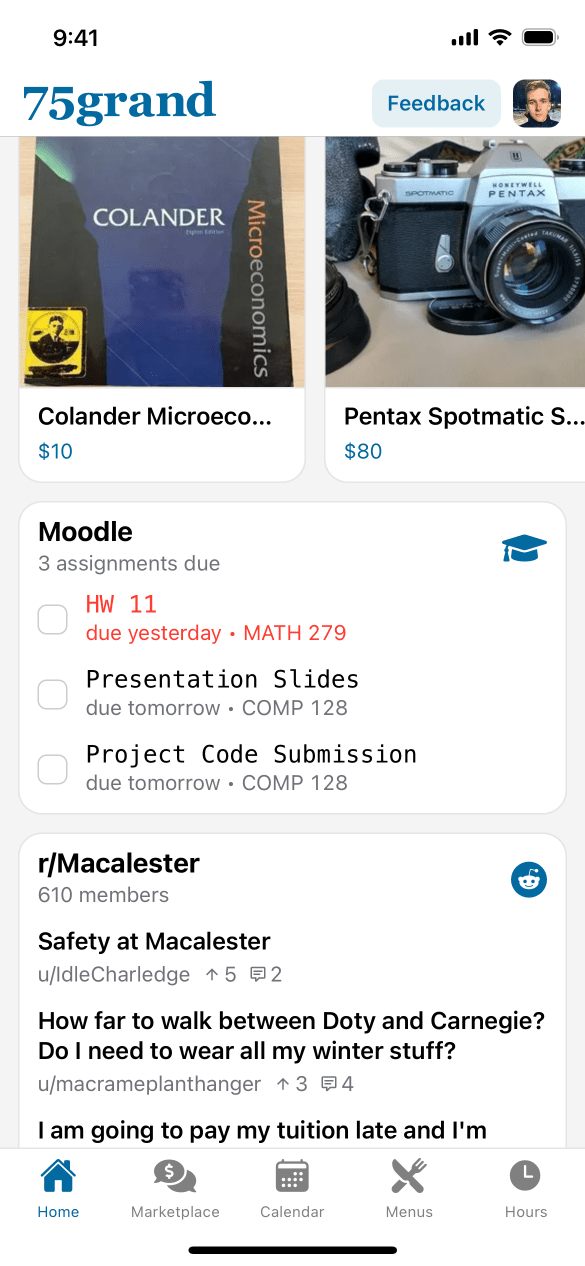 9:41
75grand
Feedback
COLANDER
Eighth Edition
Microeconomics
SPOTMATIC
HONEYWELL
PENTAX
Colander Microeco...
$10
Pentax Spotmatic S...
$80
Moodle
3 assignments due
HW 11
due yesterday • MATH 279
Presentation Slides
due tomorrow • COMP 128
Project Code Submission
due tomorrow • COMP 128
r/Macalester
610 members
Safety at Macalester
u/IdleCharledge 5 2
How far to walk between Doty and Carnegie?
Do I need to wear all my winter stuff?
u/macrameplanthanger 3 4
I am going to pay my tuition late and I'm
Home Marketplace Calendar Menus Hours